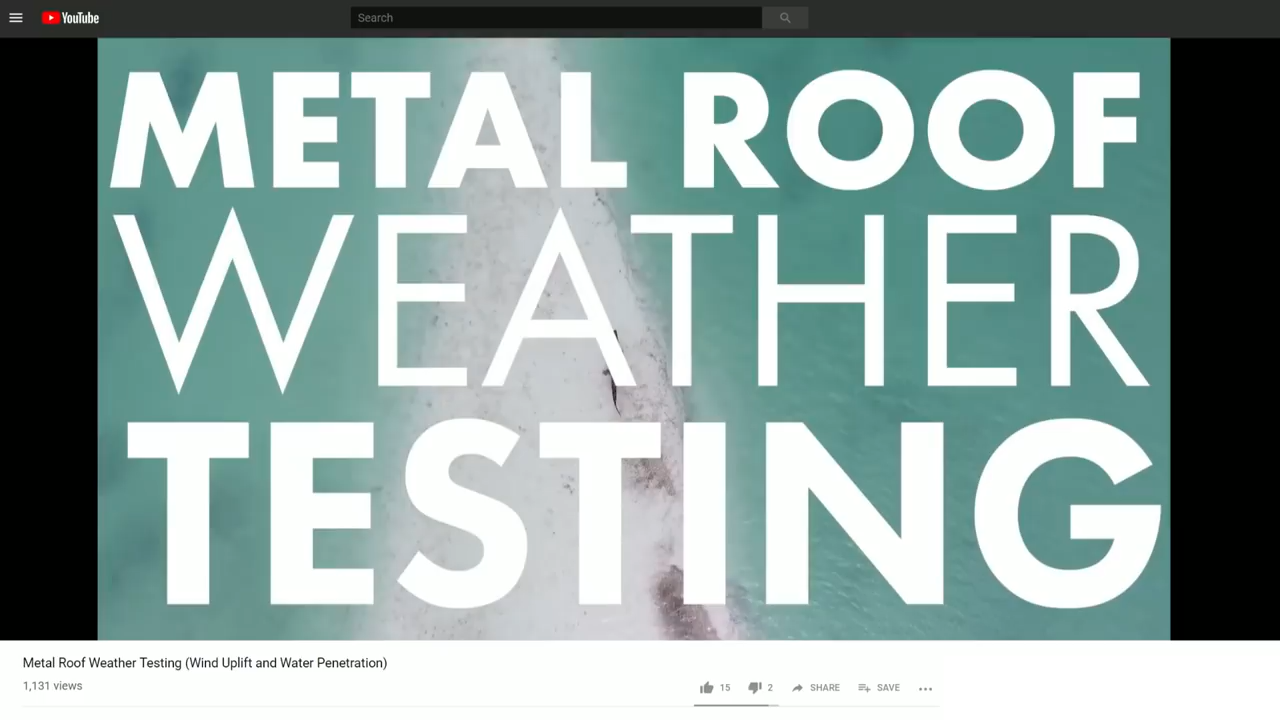 YouTube
Search
METAL ROOF
WEATHER
TESTING
Metal Roof Weather Testing (Wind Uplift and Water Penetration)
1,131 views
15 2 SHARE SAVE